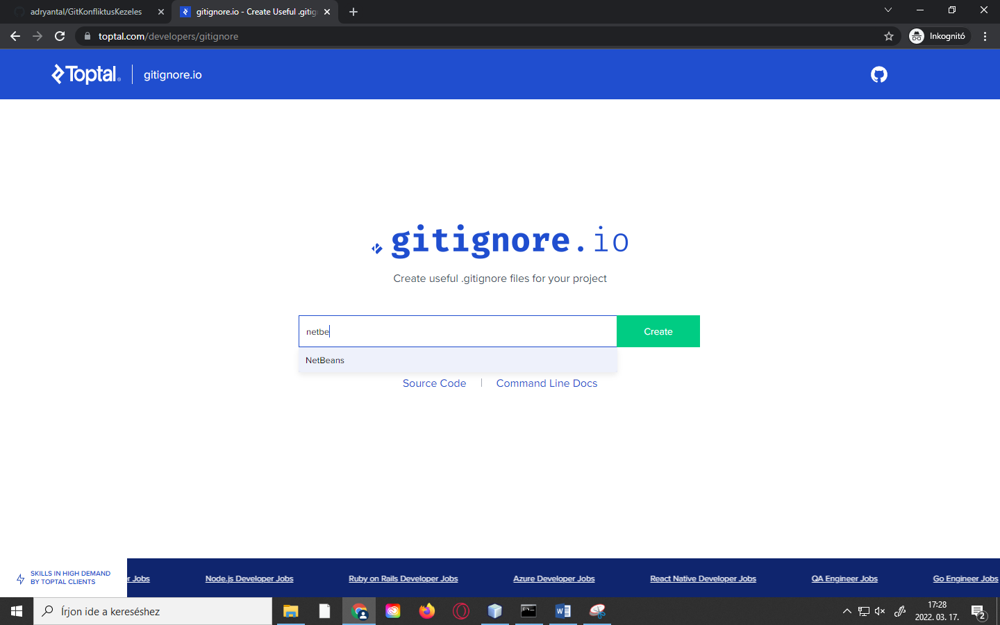 adryantal/GitKonfliktusKezeles
gitignore.io - Create Useful .gitig
toptal.com/developers/gitignore
Inkognitó
Toptal
gitignore.io
.gitignore.io
Create useful .gitignore files for your project
netbe
Create
NetBeans
Source Code
Command Line Docs
SKILLS IN HIGH DEMAND
BY TOPTAL CLIENTS
r Jobs
Node.js Developer Jobs
Ruby on Rails Developer Jobs
Azure Developer Jobs
React Native Developer Jobs
QA Engineer Jobs
Go Engineer Jobs
Írjon ide a kereséshez
17:28
2022. 03. 17.
2